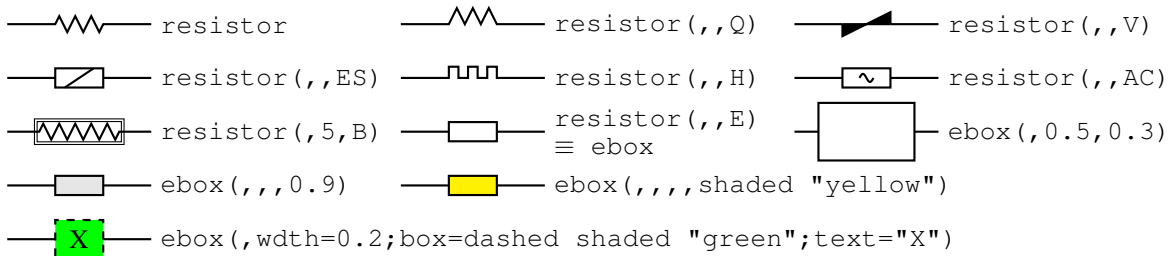 resistor
resistor(,,Q)
resistor(,,V)
resistor(,,ES)
resistor(,,H)
resistor(,,AC)
resistor(,5,B)
resistor(,,E)
≡ ebox
ebox(,0.5,0.3)
ebox(,,,0.9)
ebox(,,,,shaded "yellow")
X
ebox(,wdth=0.2;box=dashed shaded "green";text="X")